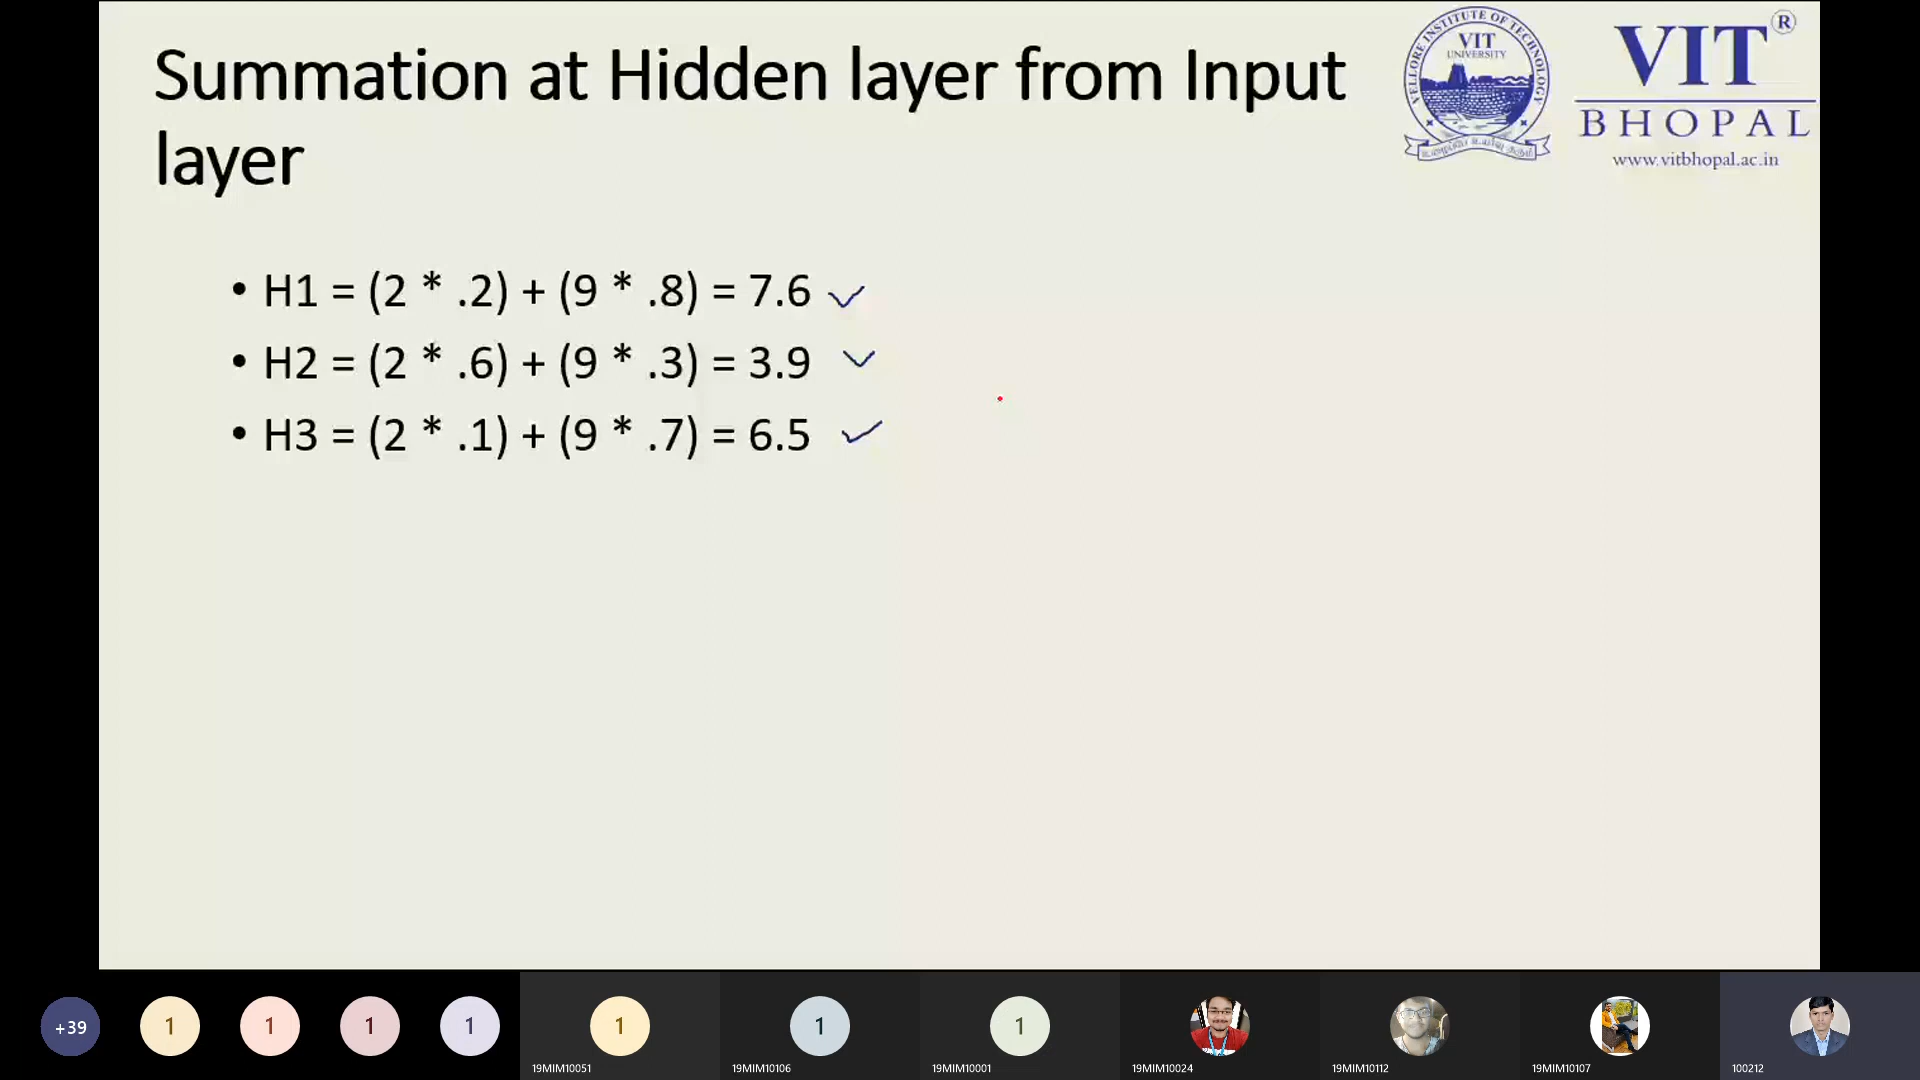 Summation at Hidden layer from Input
layer
VELLORE INSTITUTE OF TECHNOLOGY
VIT
UNIVERSITY
VIT®
BHOPAL
www.vitbhopal.ac.in
• H1 = (2 * .2) + (9 * .8) = 7.6
• H2 = (2 * .6) + (9 * .3) = 3.9
• H3 = (2 * .1) + (9 * .7) = 6.5
+39
1
1
1
1
1
1
1
19MIM10051
19MIM10106
19MIM10001
19MIM10024
19MIM10112
19MIM10107
100212